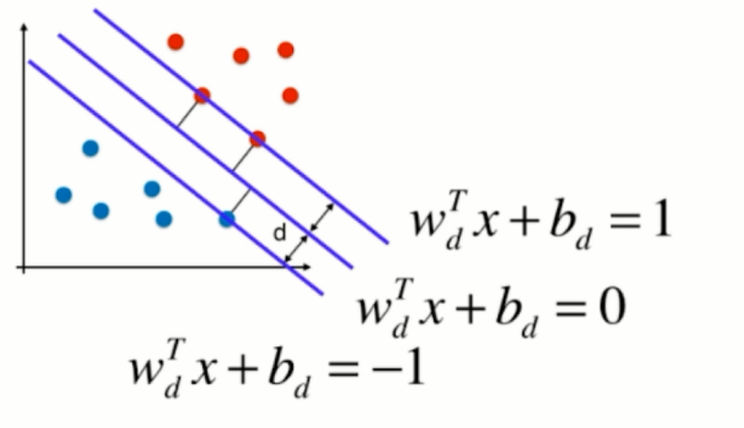 d
w_d^T x + b_d = 1
w_d^T x + b_d = 0
w_d^T x + b_d = -1